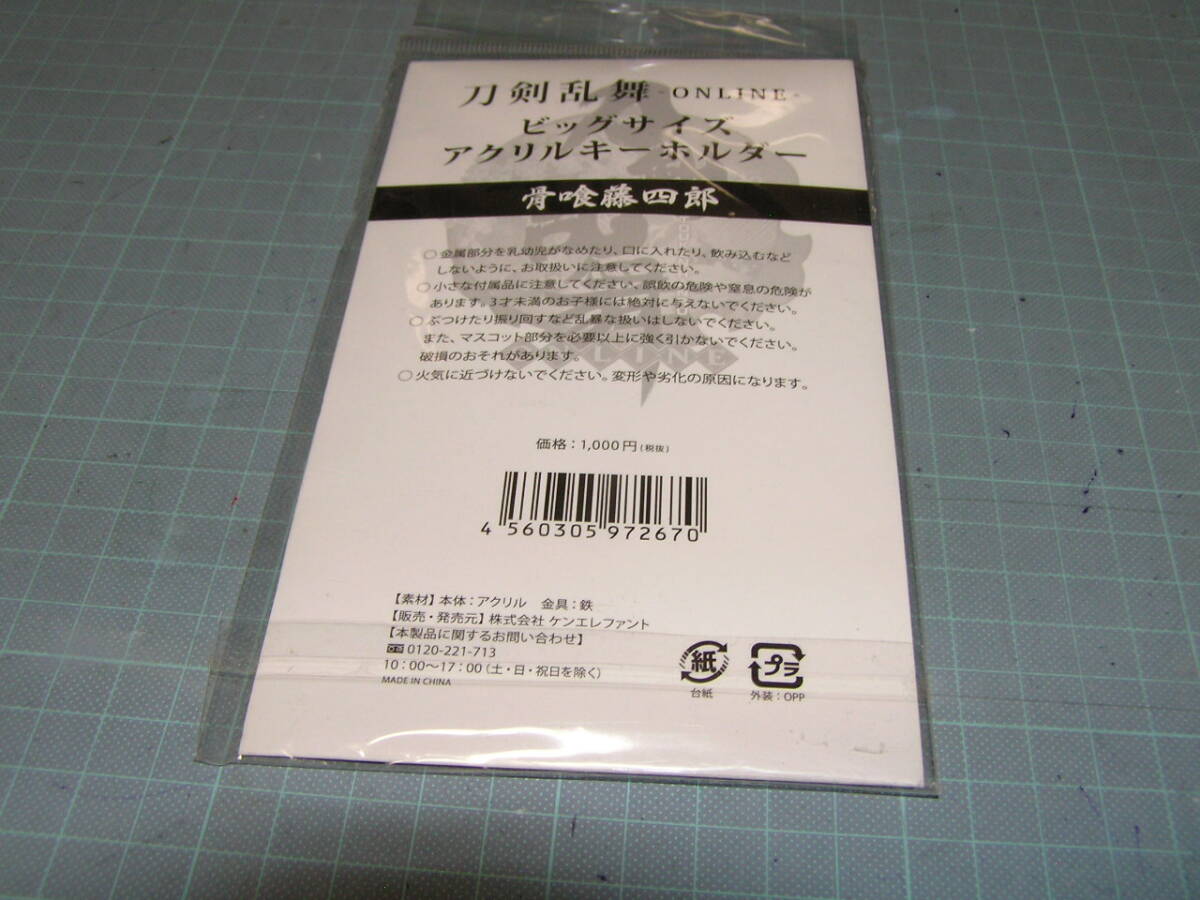 刀剣乱舞-ONLINE-
ビッグサイズ
アクリルキーホルダー
骨喰藤四郎
○金属部分を乳幼児がなめたり、口に入れたり、飲み込むなど
しないように、お取扱いに注意してください。
○小さな付属品に注意してください、誤飲の危険や窒息の危険が
あります。3才未満のお子様には絶対に与えないでください。
○ぶつけたり振り回すなど乱暴な扱いはしないでください。
また、マスコット部分を必要以上に強く引かないでください。
破損のおそれがあります。
ONLINE
○火気に近づけないでください。変形や劣化の原因になります。
価格：1,000円（税抜）
4 560305 972670
【素材】本体：アクリル　金具：鉄
【販売・発売元】株式会社 ケンエレファント
【本製品に関するお問い合わせ】
0120-221-713
10：00〜17：00（土・日・祝日を除く）
MADE IN CHINA
紙
台紙
プラ
外装：OPP